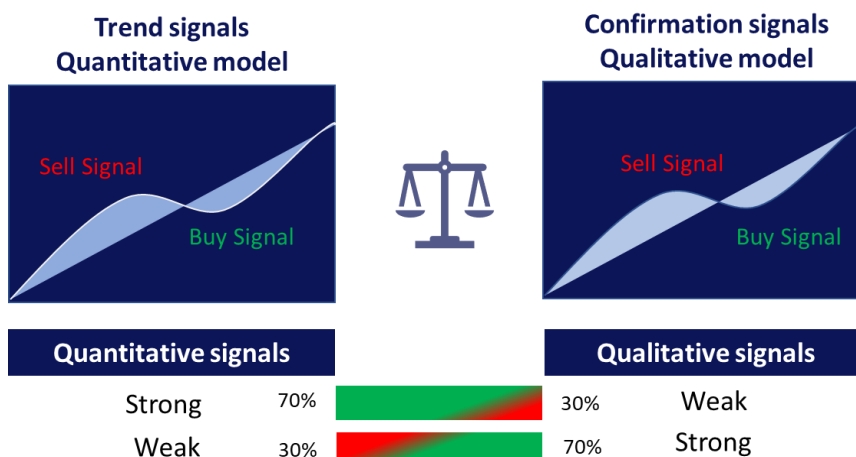 Trend signals
Quantitative model
Confirmation signals
Qualitative model
Sell Signal
Buy Signal
Sell Signal
Buy Signal
Quantitative signals
Qualitative signals
Strong 70% 30% Weak
Weak 30% 70% Strong